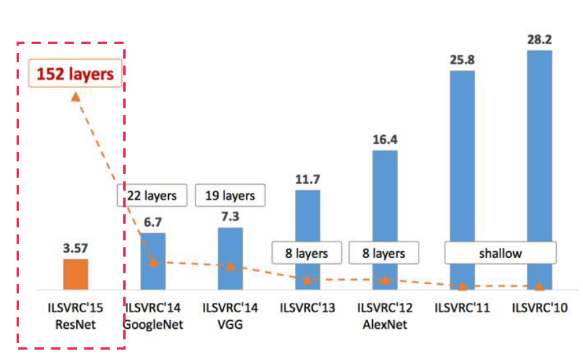 28.2
25.8
152 layers
16.4
11.7
22 layers
19 layers
6.7
7.3
3.57
8 layers
8 layers
shallow
ILSVRC'15
ResNet
ILSVRC'14
GoogleNet
ILSVRC'14
VGG
ILSVRC'13
ILSVRC'12
AlexNet
ILSVRC'11
ILSVRC'10